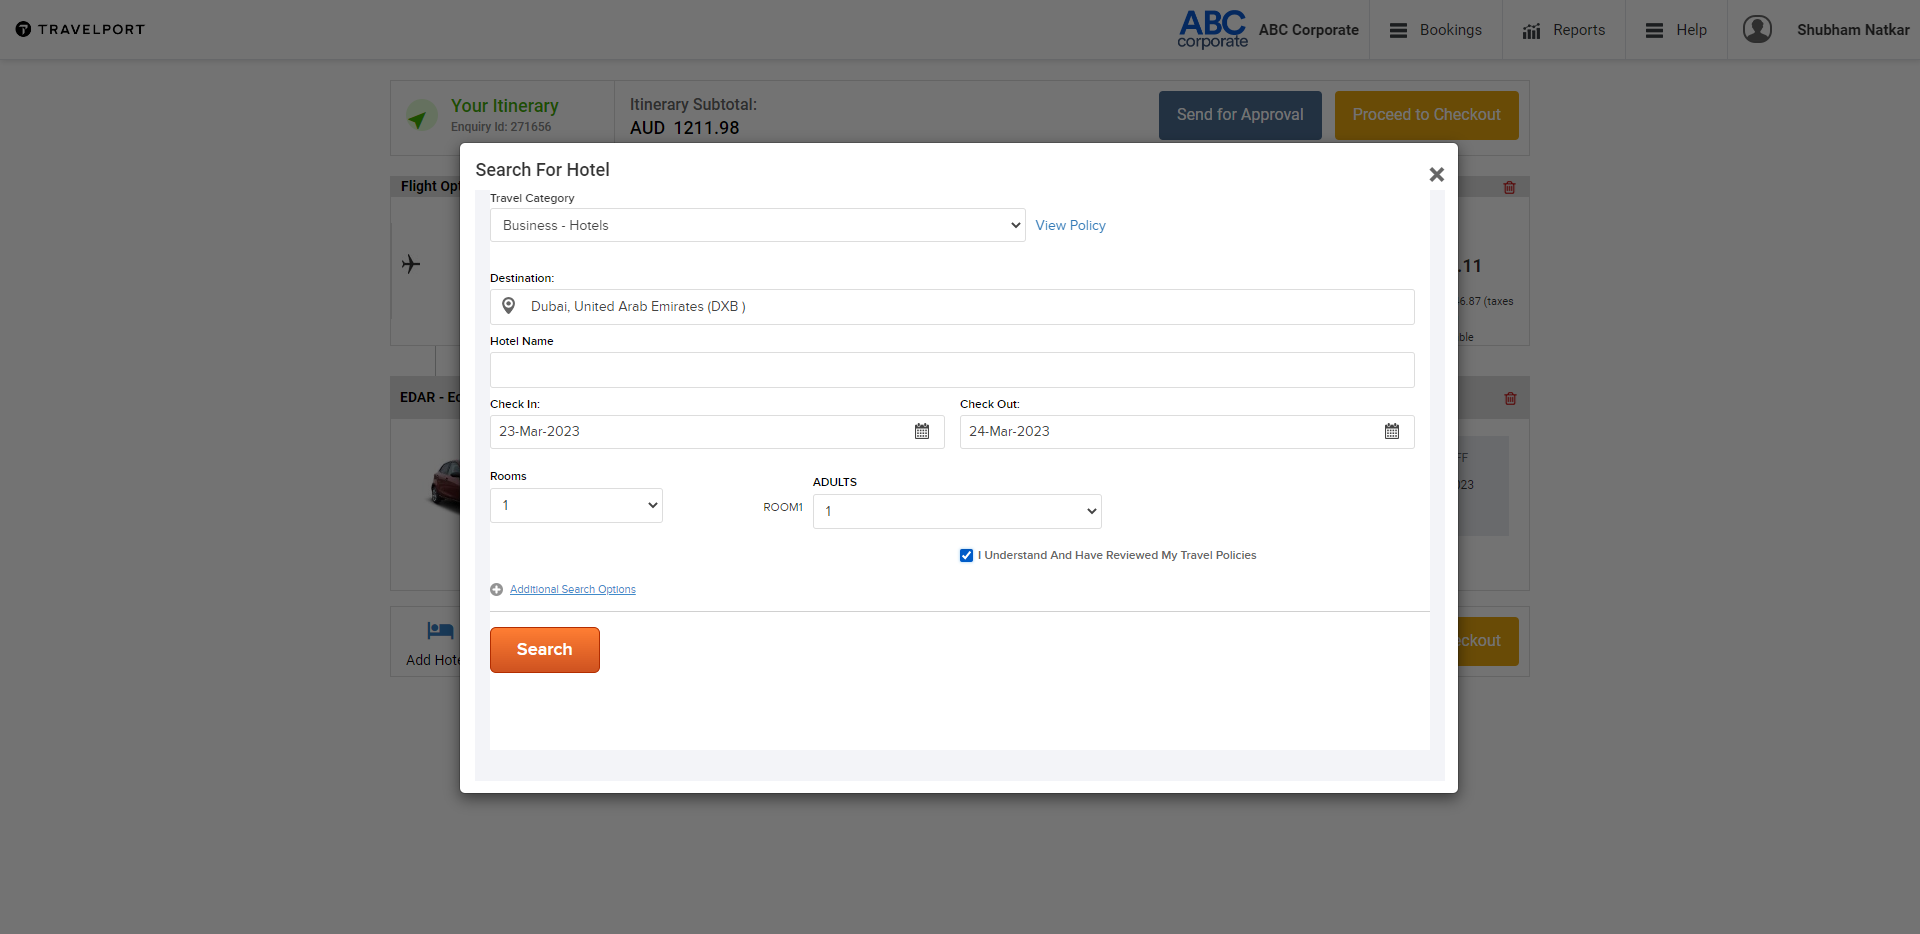 TRAVELPORT
ABC
corporate
ABC Corporate
Bookings
Reports
Help
Shubham Natkar
Your Itinerary
Enquiry Id: 271656
Itinerary Subtotal:
AUD 1211.98
Send for Approval
Proceed to Checkout
Search For Hotel
Flight Op
Travel Category
Business - Hotels
View Policy
.11
Destination:
Dubai, United Arab Emirates (DXB )
6.87 (taxes
Hotel Name
ble
EDAR - Ec
Check In:
Check Out:
23-Mar-2023
24-Mar-2023
FF
Rooms
ADULTS
023
1
ROOM1
1
I Understand And Have Reviewed My Travel Policies
Additional Search Options
Search
Add Hote
ckout